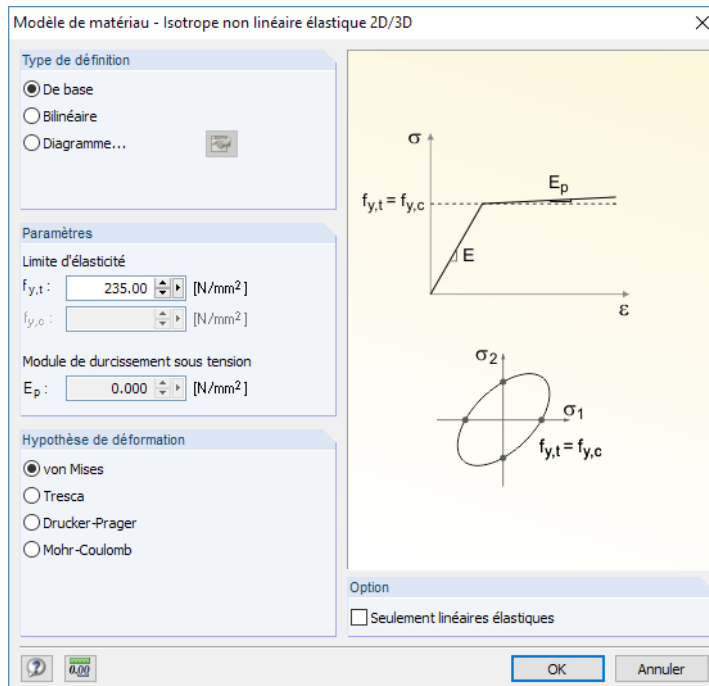 Modèle de matériau - Isotrope non linéaire élastique 2D/3D
Type de définition
De base
Bilinéaire
Diagramme...
Paramètres
Limite d'élasticité
fy,t : 235.00 [N/mm2]
fy,c : [N/mm2]
Module de durcissement sous tension
Ep : 0.000 [N/mm2]
Hypothèse de déformation
von Mises
Tresca
Drucker-Prager
Mohr-Coulomb
σ
Ep
fy,t = fy,c
E
ε
σ2
σ1
fy,t = fy,c
Option
Seulement linéaires élastiques
0.00
OK
Annuler